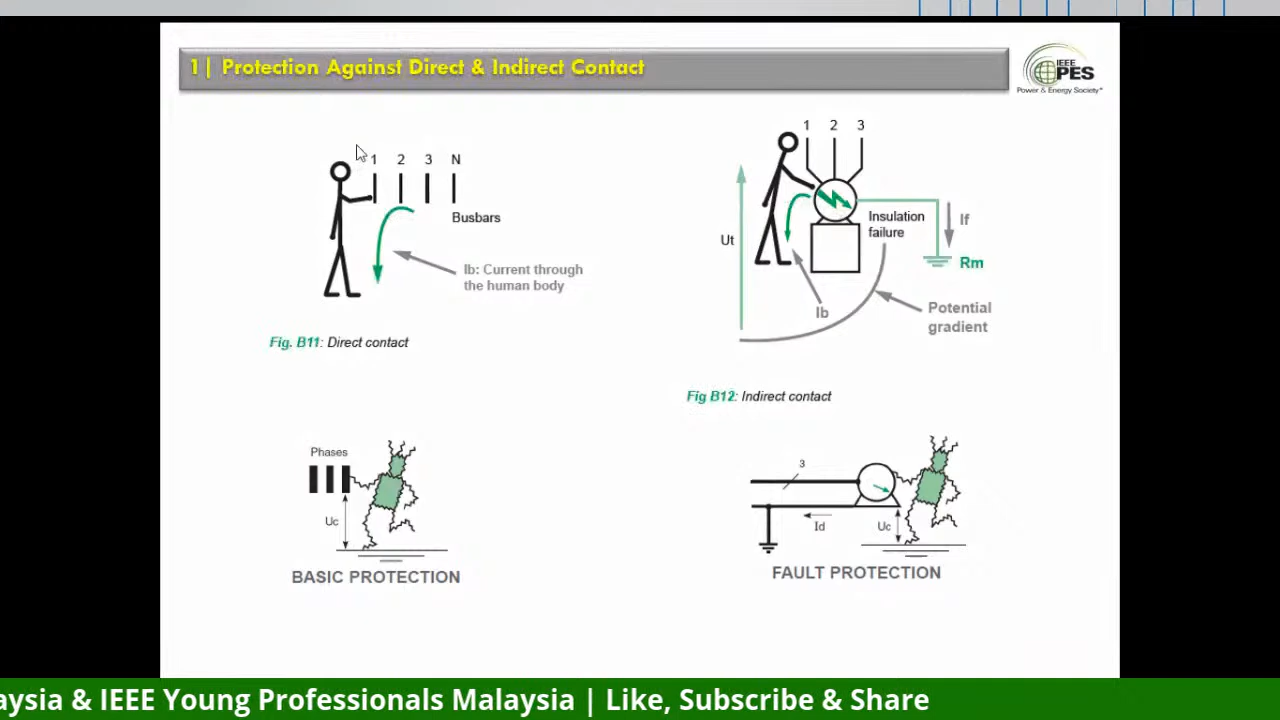 1| Protection Against Direct & Indirect Contact
IEEE
PES
Power & Energy Society™
1 2 3 N
Busbars
Ib: Current through
the human body
Fig. B11: Direct contact
1 2 3
Ut
Insulation
failure
If
Rm
Ib
Potential
gradient
Fig B12: Indirect contact
Phases
Uc
BASIC PROTECTION
3
Id
Uc
FAULT PROTECTION
aysia & IEEE Young Professionals Malaysia | Like, Subscribe & Share